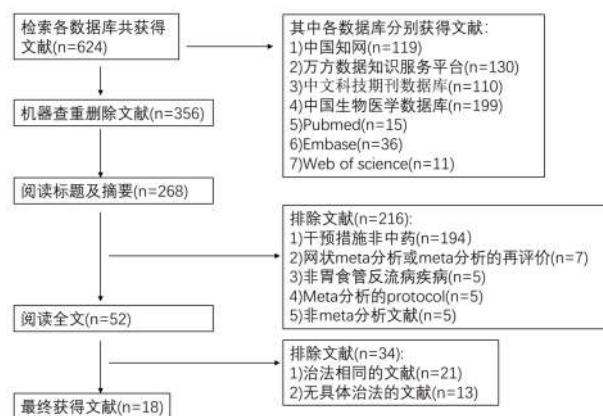 检索各数据库共获得
文献(n=624)
其中各数据库分别获得文献:
1)中国知网(n=119)
2)万方数据知识服务平台(n=130)
3)中文科技期刊数据库(n=110)
4)中国生物医学数据库(n=199)
5)Pubmed(n=15)
6)Embase(n=36)
7)Web of science(n=11)
机器查重删除文献(n=356)
阅读标题及摘要(n=268)
排除文献(n=216):
1)干预措施非中药(n=194)
2)网状meta分析或meta分析的再评价(n=7)
3)非胃食管反流病疾病(n=5)
4)Meta分析的protocol(n=5)
5)非meta分析文献(n=5)
阅读全文(n=52)
排除文献(n=34):
1)治法相同的文献(n=21)
2)无具体治法的文献(n=13)
最终获得文献(n=18)